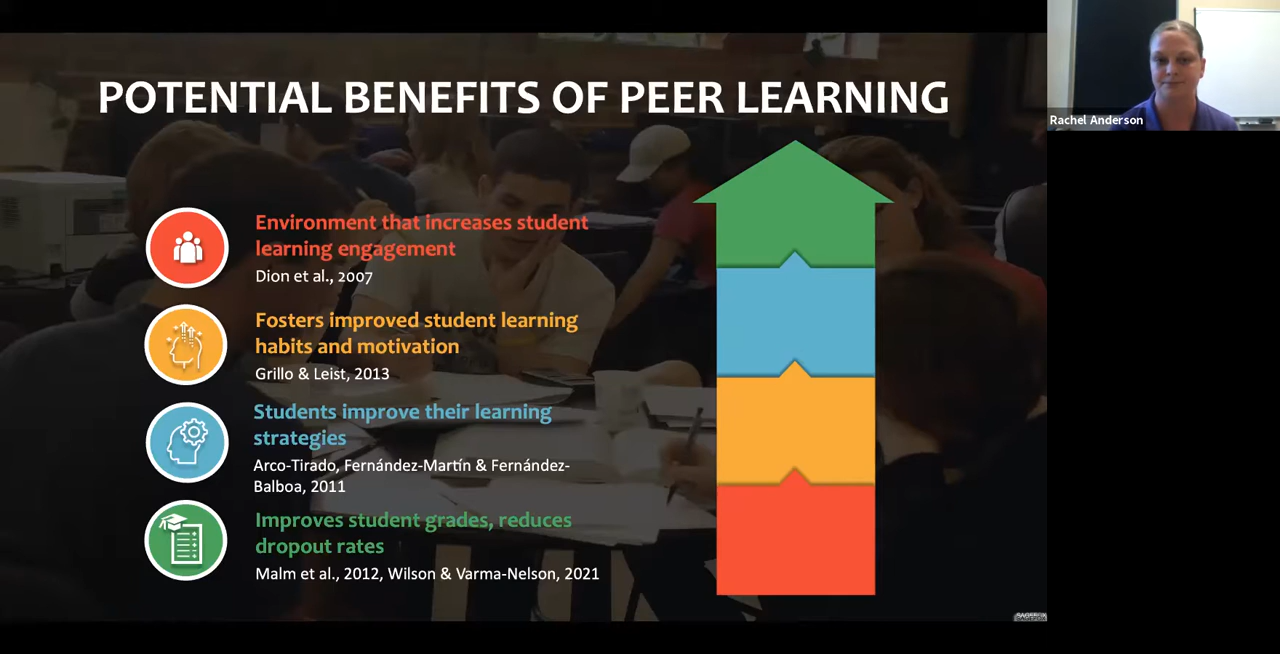 POTENTIAL BENEFITS OF PEER LEARNING
Rachel Anderson
Environment that increases student
learning engagement
Dion et al., 2007
Fosters improved student learning
habits and motivation
Grillo & Leist, 2013
Students improve their learning
strategies
Arco-Tirado, Fernández-Martín & Fernández-
Balboa, 2011
Improves student grades, reduces
dropout rates
Malm et al., 2012, Wilson & Varma-Nelson, 2021